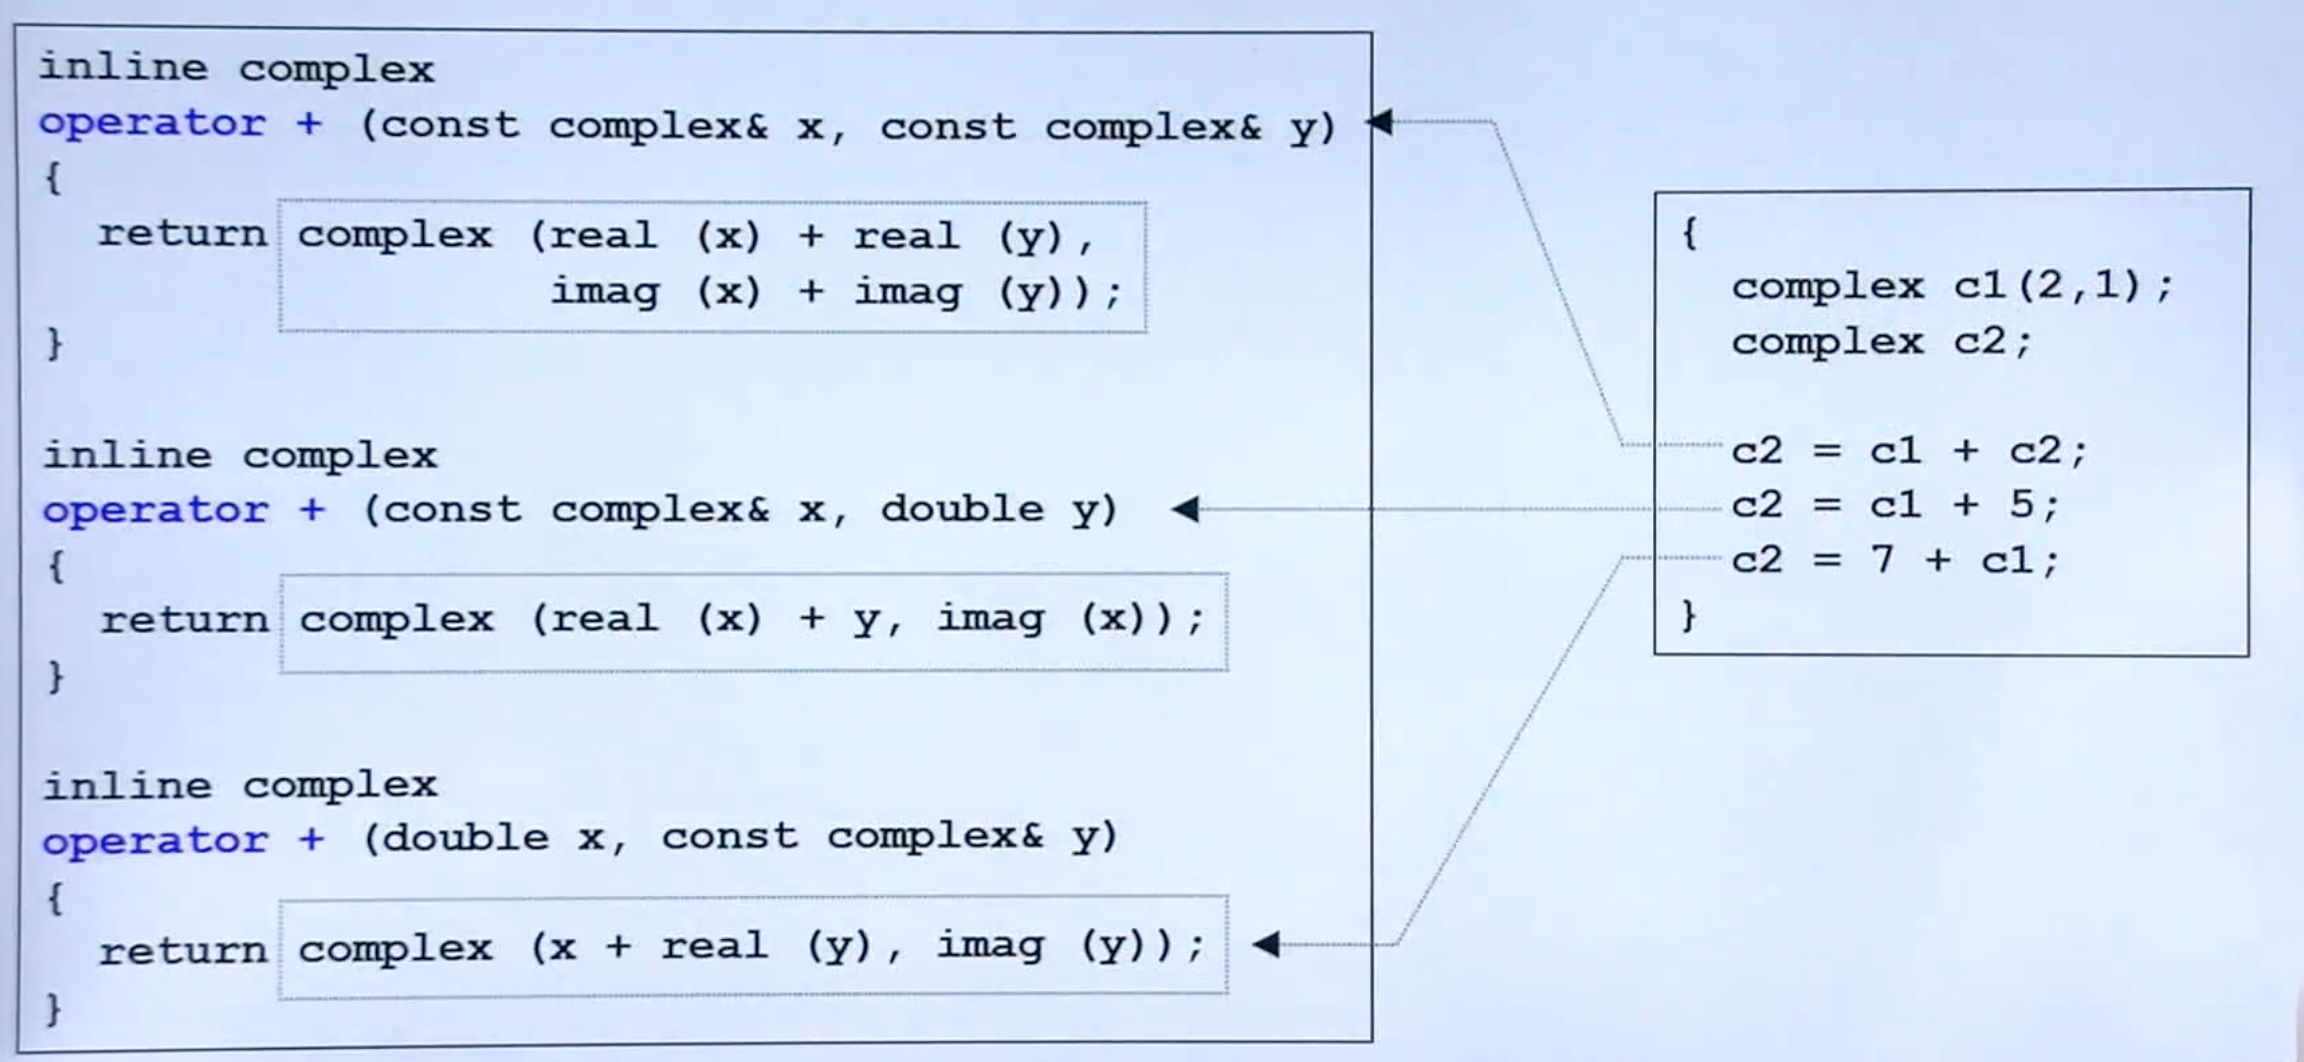 inline complex
operator + (const complex& x, const complex& y)
{
  return complex (real (x) + real (y),
                  imag (x) + imag (y));
}
inline complex
operator + (const complex& x, double y)
{
  return complex (real (x) + y, imag (x));
}
inline complex
operator + (double x, const complex& y)
{
  return complex (x + real (y), imag (y));
}
{
  complex c1(2,1);
  complex c2;
  c2 = c1 + c2;
  c2 = c1 + 5;
  c2 = 7 + c1;
}